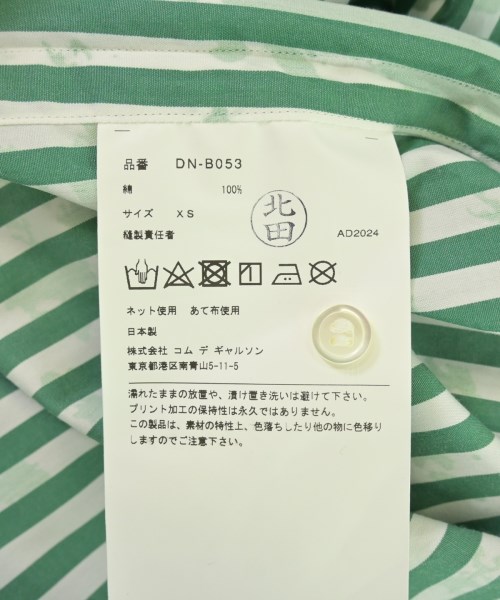 品番 DN-B053
綿 100%
サイズ XS
縫製責任者
北田
AD2024
ネット使用 あて布使用
日本製
株式会社 コム デ ギャルソン
東京都港区南青山5-11-5
濡れたままの放置や、漬け置き洗いは避けて下さい。
プリント加工の保持性は永久ではありません。
この製品は、素材の特性上、色落ちしたり他の物に色移り
しますのでご注意下さい。